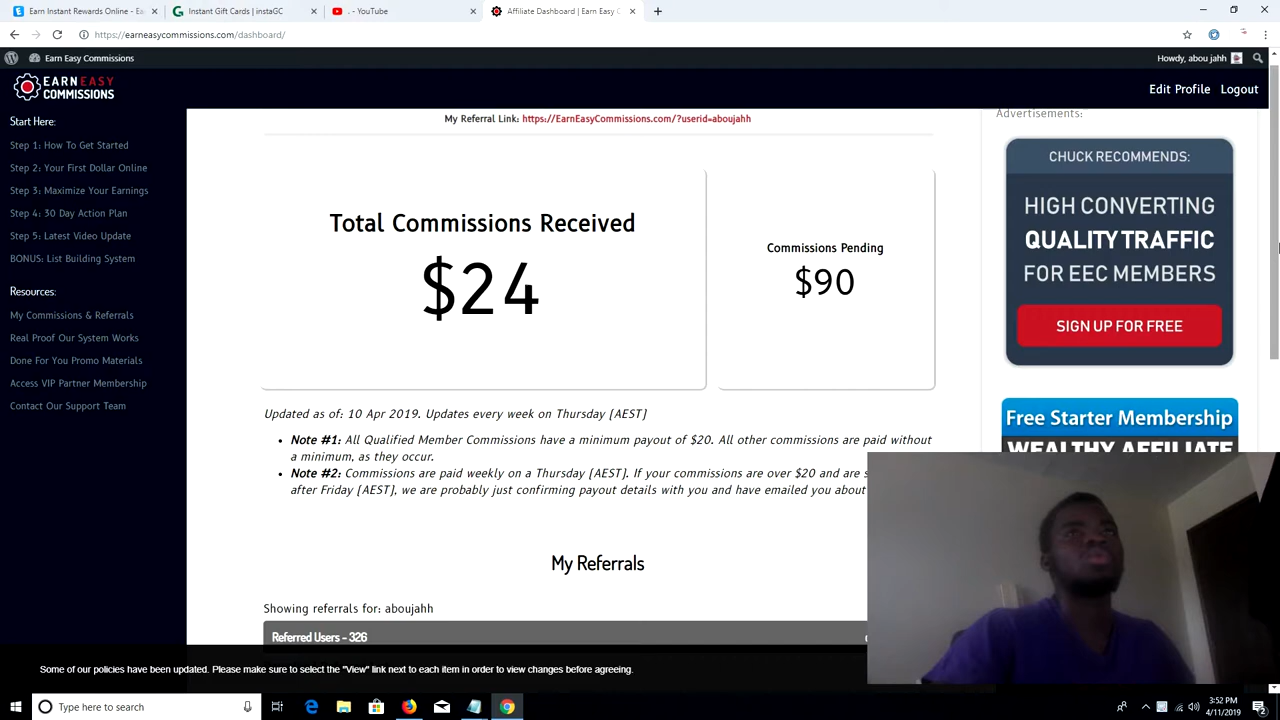 Earn Instant Rewards Online - Ea
Instant Gift Cards | instaGC
. - YouTube
Affiliate Dashboard | Earn Easy C
https://earneasycommissions.com/dashboard/
Earn Easy Commissions
Howdy, abou jahh
EARNEASY
COMMISSIONS
Edit Profile
Logout
Start Here:
Step 1: How To Get Started
Step 2: Your First Dollar Online
Step 3: Maximize Your Earnings
Step 4: 30 Day Action Plan
Step 5: Latest Video Update
BONUS: List Building System
Resources:
My Commissions & Referrals
Real Proof Our System Works
Done For You Promo Materials
Access VIP Partner Membership
Contact Our Support Team
My Referral Link: https://EarnEasyCommissions.com/?userid=aboujahh
Total Commissions Received
$24
Commissions Pending
$90
Updated as of: 10 Apr 2019. Updates every week on Thursday [AEST]
Note #1: All Qualified Member Commissions have a minimum payout of $20. All other commissions are paid without
a minimum, as they occur.
Note #2: Commissions are paid weekly on a Thursday [AEST]. If your commissions are over $20 and are
after Friday [AEST], we are probably just confirming payout details with you and have emailed you about
My Referrals
Showing referrals for: aboujahh
Referred Users - 326
Advertisements:
CHUCK RECOMMENDS:
HIGH CONVERTING
QUALITY TRAFFIC
FOR EEC MEMBERS
SIGN UP FOR FREE
Free Starter Membership
WEALTHY AFFILIATE
Some of our policies have been updated. Please make sure to select the "View" link next to each item in order to view changes before agreeing.
Type here to search
3:52 PM
4/11/2019
2